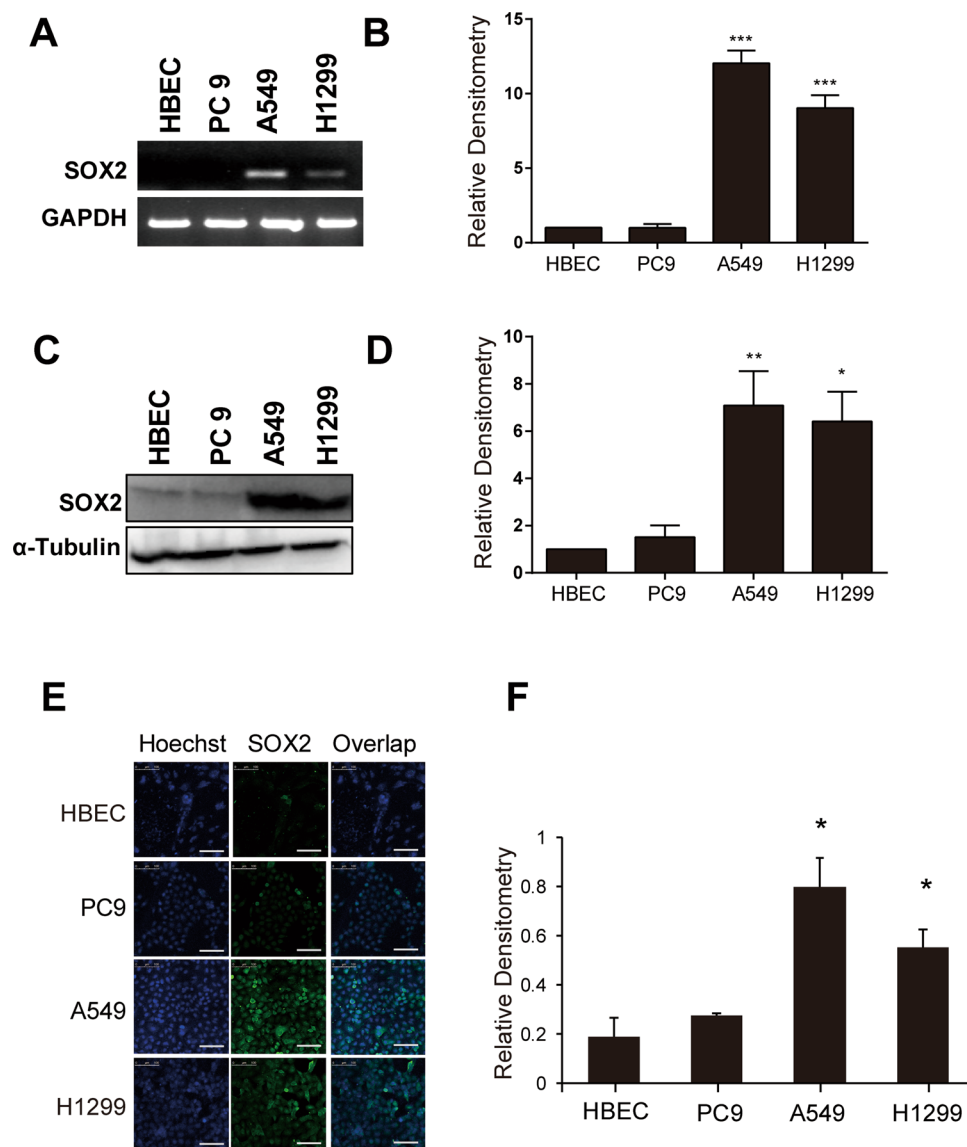 A
HBEC
PC 9
A549
H1299
SOX2
GAPDH
B
Relative Densitometry
15
10
5
0
***
***
HBEC
PC9
A549
H1299
C
HBEC
PC 9
A549
H1299
SOX2
α-Tubulin
D
Relative Densitometry
10
8
6
4
2
0
**
*
HBEC
PC9
A549
H1299
E
Hoechst SOX2 Overlap
HBEC
PC9
A549
H1299
F
Relative Densitometry
1
0.8
0.6
0.4
0.2
0
*
*
HBEC
PC9
A549
H1299